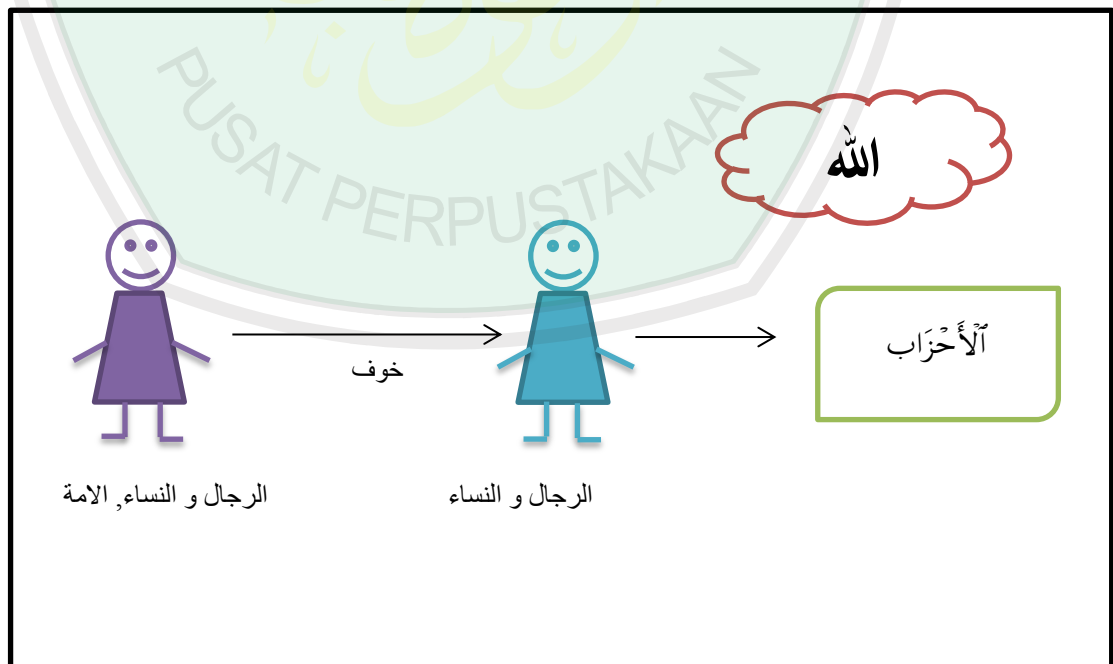 PUSAT PERPUSTAKAAN
الله
ٱلْأَحْزَاب
خوف
الرجال و النساء
الرجال و النساء, الامة